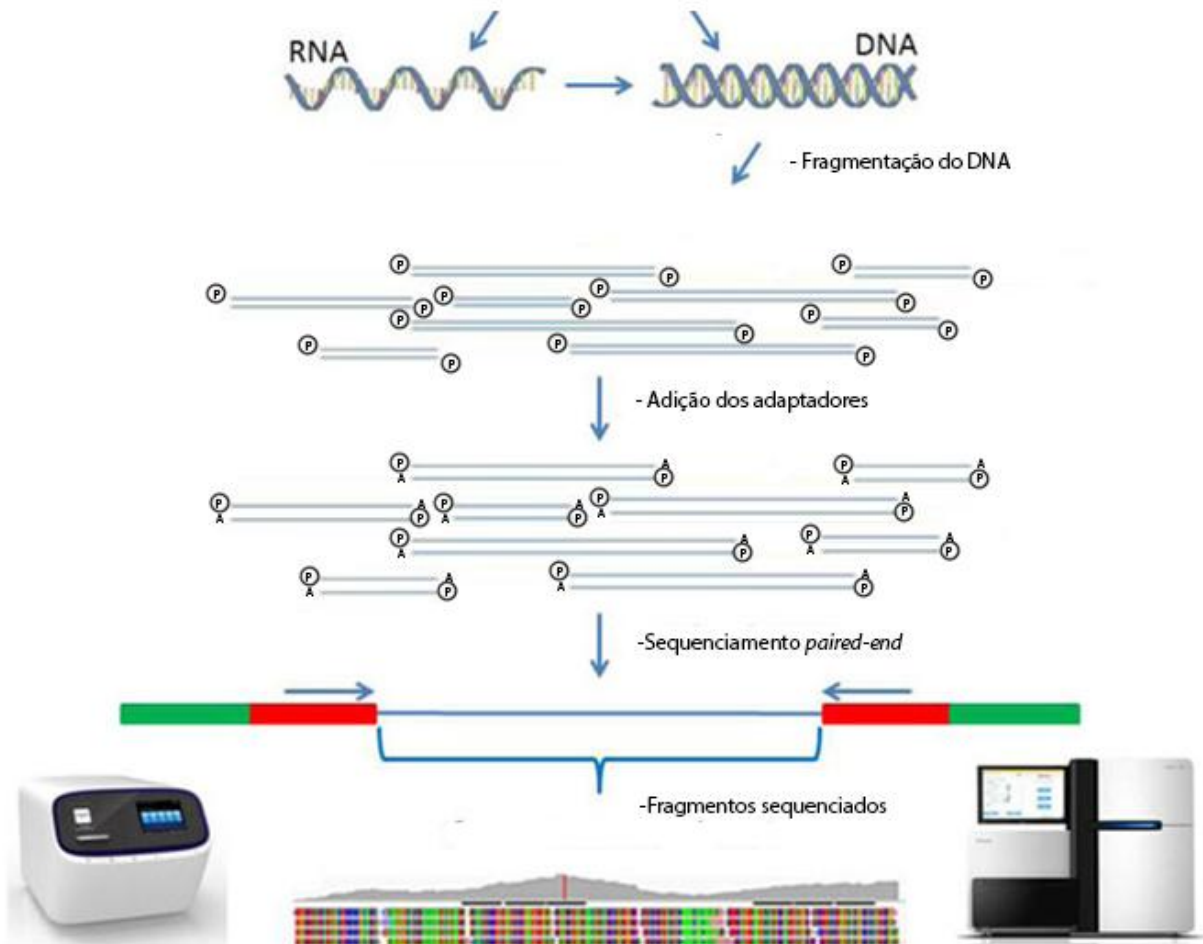 RNA
DNA
- Fragmentação do DNA
P P P P
P P P P P P
P P P P
P P P P
- Adição dos adaptadores
P A P A
A P A P
P A P A P A
A P A P A P
P A P A
A P A P
P A P A
A P A P
-Sequenciamento paired-end
-Fragmentos sequenciados